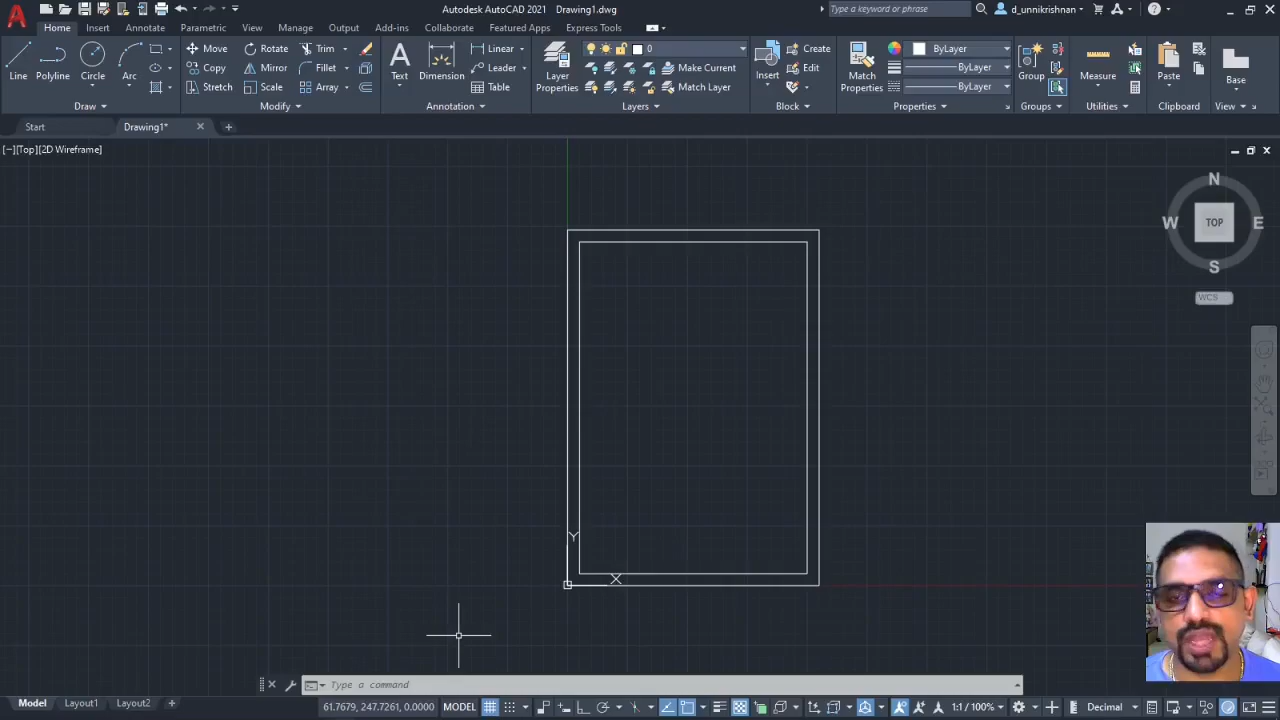 Autodesk AutoCAD 2021 Drawing1.dwg
Type a keyword or phrase
d_unnikrishnan
Home Insert Annotate Parametric View Manage Output Add-ins Collaborate Express Tools Featured Apps
Line
Polyline
Circle
Arc
Draw
Move Rotate Trim
Copy Mirror Fillet
Stretch Scale Array
Modify
Text
Dimension
Linear
Leader
Table
Annotation
Layer
Properties
0
Make Current
Match Layer
Layers
Insert
Create
Edit
Block
Match
Properties
ByLayer
ByLayer
ByLayer
Properties
Group
Groups
Measure
Utilities
Paste
Clipboard
Base
View
Start
Drawing1*
[−][Top][2D Wireframe]
N
W TOP E
S
WCS
Y
X
Type a command
Model Layout1 Layout2
61.7679, 247.7261, 0.0000 MODEL
1:1 / 100%
Decimal